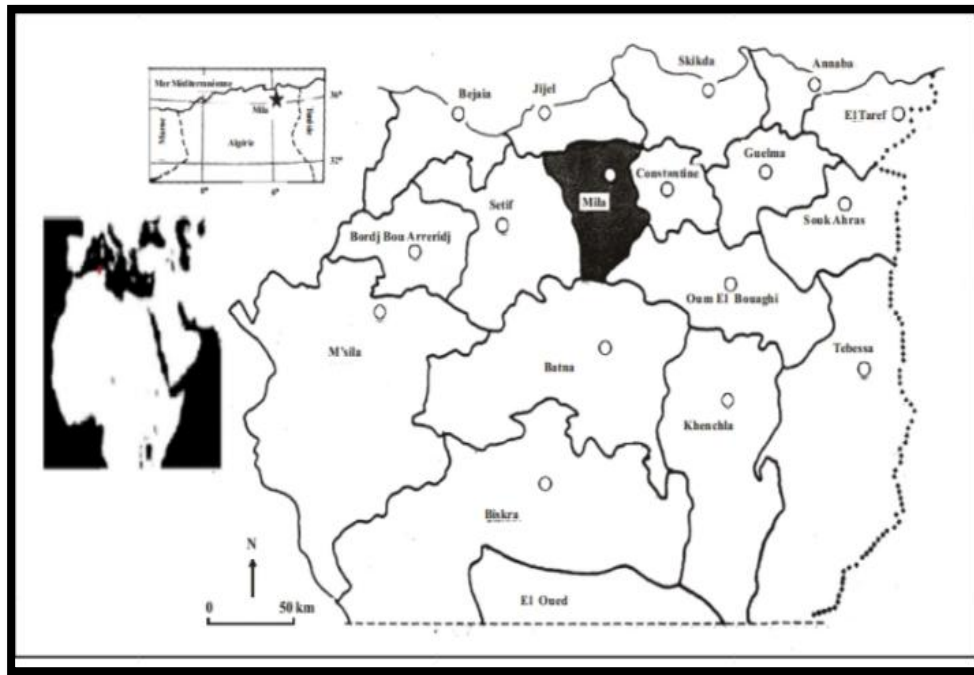 Mer Méditerranienne
36°
Mila
Maroc
Algérie
Tunisie
32°
0°
6°
Skikda
Annaba
Bejaia
Jijel
El Taref
Guelma
Constantine
Setif
Mila
Souk Ahras
Bordj Bou Arreridj
Oum El Bouaghi
M'sila
Batna
Tebessa
Khenchla
Biskra
N
0 50 km
El Oued